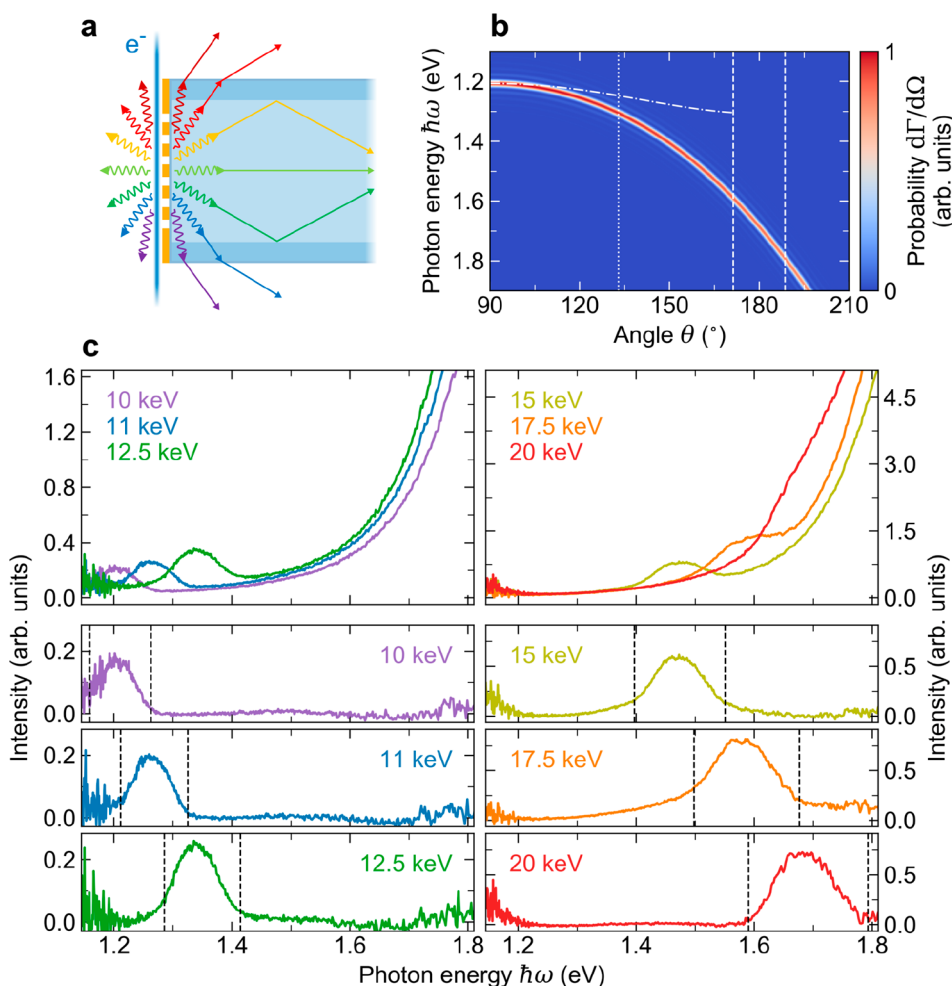 a
e-
b
Photon energy ħω (eV)
1.2
1.4
1.6
1.8
90
120
150
180
210
Angle θ (°)
1
0
Probability dΓ/dΩ
(arb. units)
c
1.6
1.2
0.8
0.4
0.0
10 keV
11 keV
12.5 keV
15 keV
17.5 keV
20 keV
4.5
3.0
1.5
0.0
Intensity (arb. units)
Intensity (arb. units)
0.2
0.0
10 keV
15 keV
0.5
0.0
0.2
0.0
11 keV
17.5 keV
0.5
0.0
0.2
0.0
12.5 keV
20 keV
0.5
0.0
1.2
1.4
1.6
1.8
1.2
1.4
1.6
1.8
Photon energy ħω (eV)